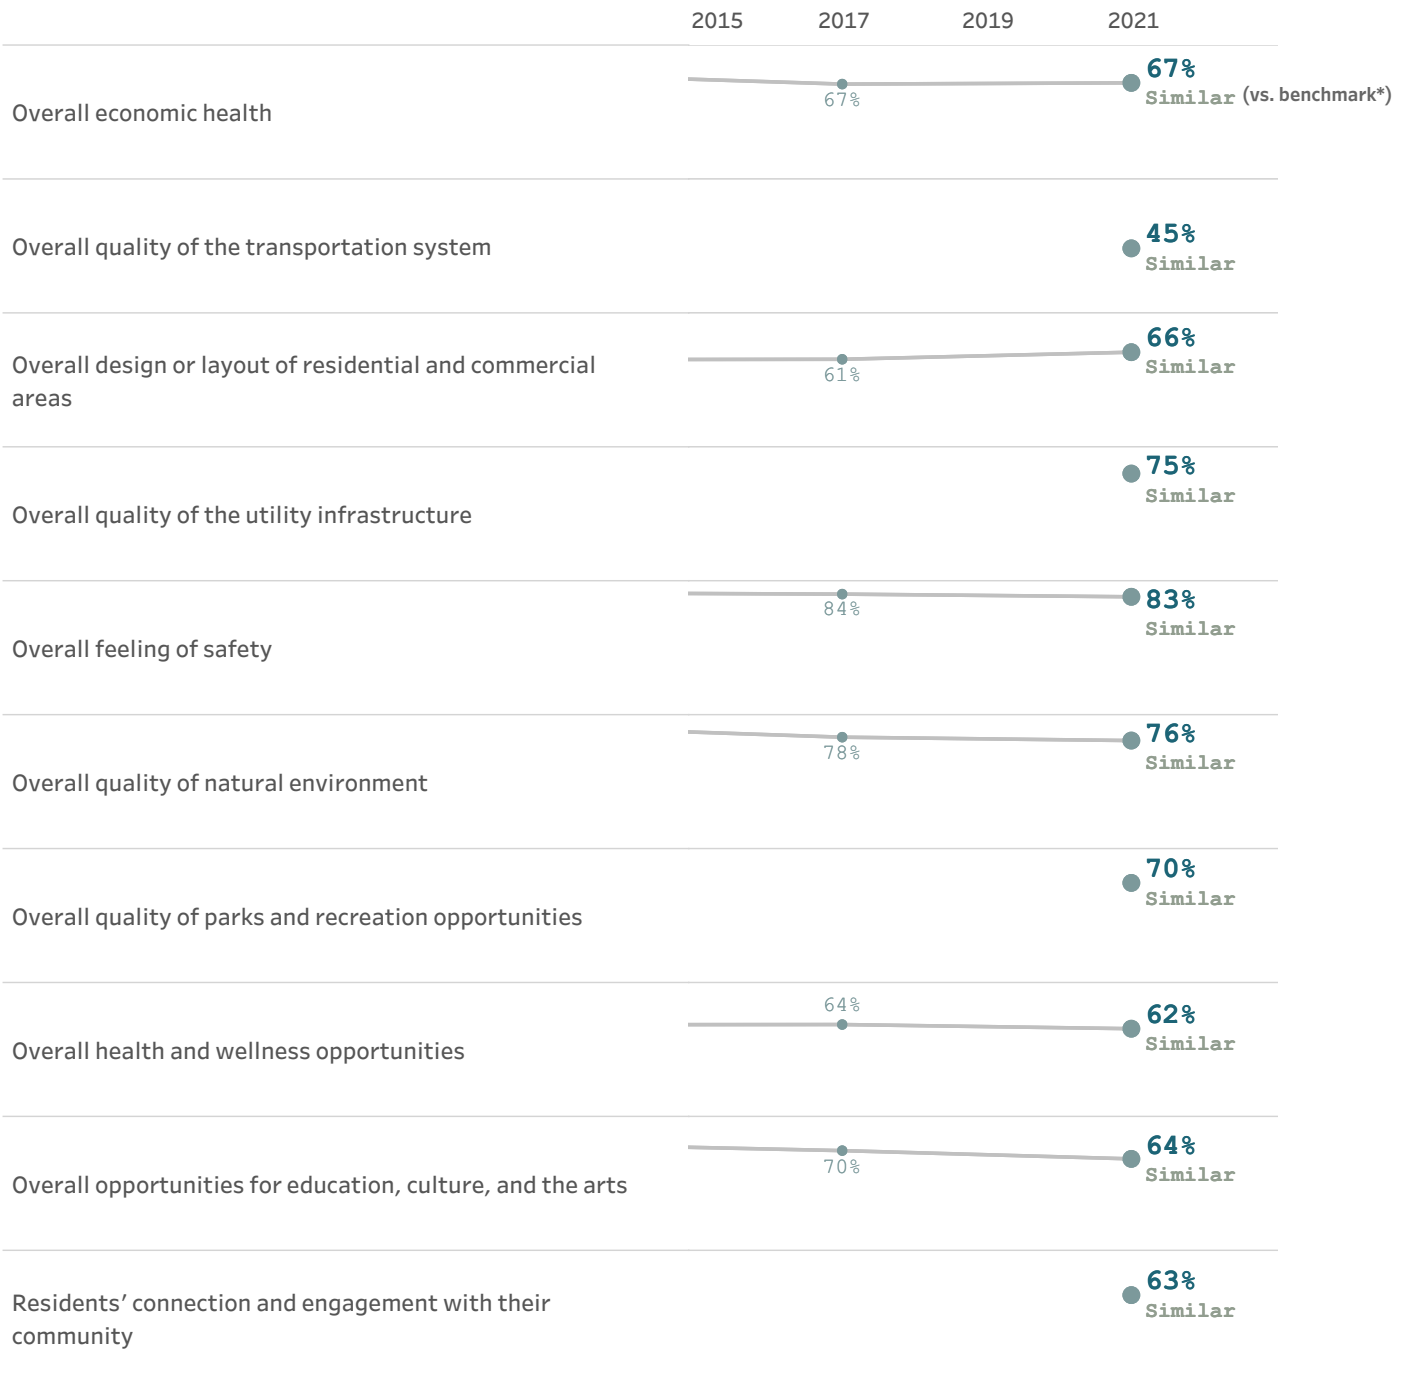 2015 2017 2019 2021
67%
67%
Similar (vs. benchmark*)
Overall economic health
45%
Overall quality of the transportation system
Similar
66%
Overall design or layout of residential and commercial
areas
61%
Similar
75%
Similar
Overall quality of the utility infrastructure
84%
83%
Similar
Overall feeling of safety
78%
76%
Similar
Overall quality of natural environment
70%
Similar
Overall quality of parks and recreation opportunities
64%
62%
Similar
Overall health and wellness opportunities
70%
64%
Similar
Overall opportunities for education, culture, and the arts
63%
Similar
Residents’ connection and engagement with their
community